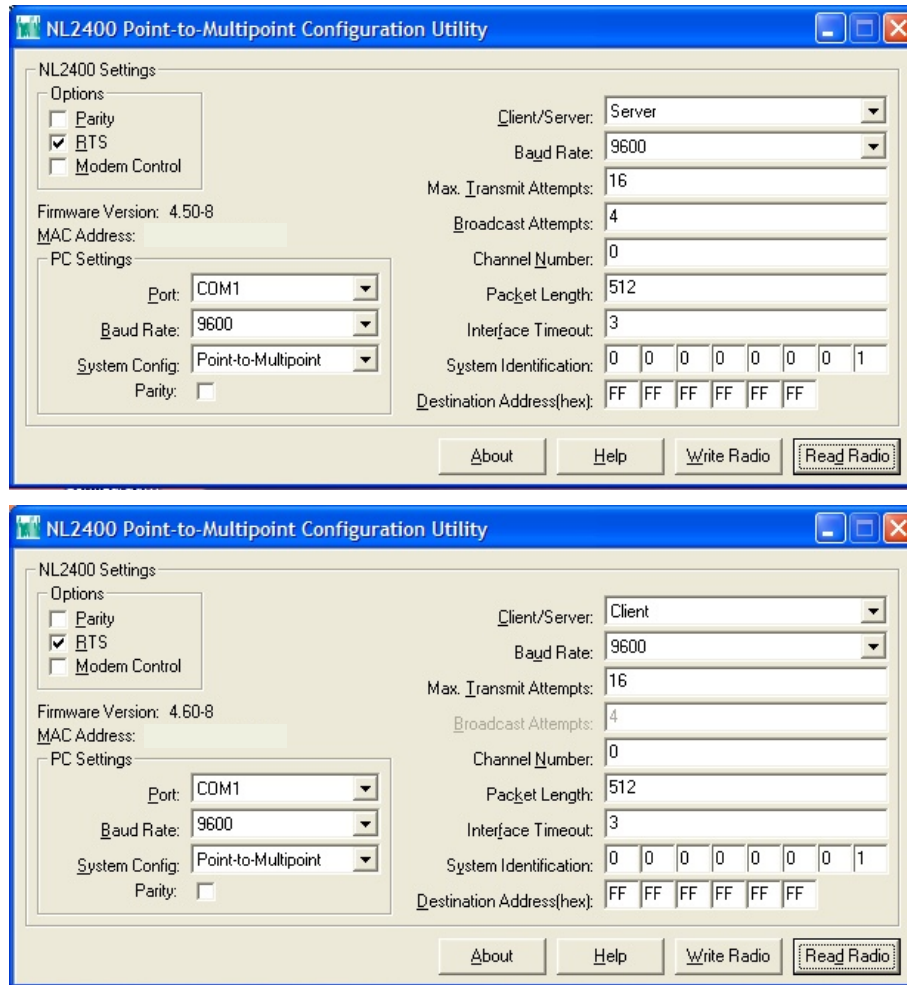 NL2400 Point-to-Multipoint Configuration Utility
NL2400 Settings
Options
Parity
RTS
Modem Control
Firmware Version: 4.50-8
MAC Address:
PC Settings
Port: COM1
Baud Rate: 9600
System Config: Point-to-Multipoint
Parity:
Client/Server: Server
Baud Rate: 9600
Max. Transmit Attempts: 16
Broadcast Attempts: 4
Channel Number: 0
Packet Length: 512
Interface Timeout: 3
System Identification: 0 0 0 0 0 0 0 1
Destination Address(hex): FF FF FF FF FF FF
About Help Write Radio Read Radio
NL2400 Point-to-Multipoint Configuration Utility
NL2400 Settings
Options
Parity
RTS
Modem Control
Firmware Version: 4.60-8
MAC Address:
PC Settings
Port: COM1
Baud Rate: 9600
System Config: Point-to-Multipoint
Parity:
Client/Server: Client
Baud Rate: 9600
Max. Transmit Attempts: 16
Broadcast Attempts: 4
Channel Number: 0
Packet Length: 512
Interface Timeout: 3
System Identification: 0 0 0 0 0 0 0 1
Destination Address(hex): FF FF FF FF FF FF
About Help Write Radio Read Radio